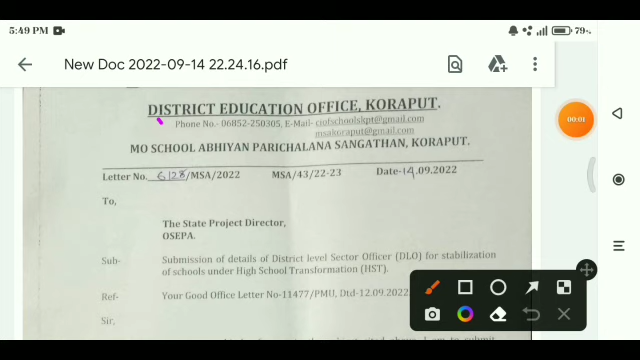 5:49 PM
79%
New Doc 2022-09-14 22.24.16.pdf
DISTRICT EDUCATION OFFICE, KORAPUT.
Phone No.- 06852-250305, E-Mail- ciofschoolslkpt@gmail.com
msakoraput@gmail.com
MO SCHOOL ABHIYAN PARICHALANA SANGATHAN, KORAPUT.
Letter No. 6128/MSA/2022 MSA/43/22-23 Date-14.09.2022
00:01
To,
The State Project Director,
OSEPA.
Sub- Submission of details of District level Sector Officer (DLO) for stabilization
of schools under High School Transformation (HST).
Ref- Your Good Office Letter No-11477/PMU, Dtd-12.09.2022
Sir,